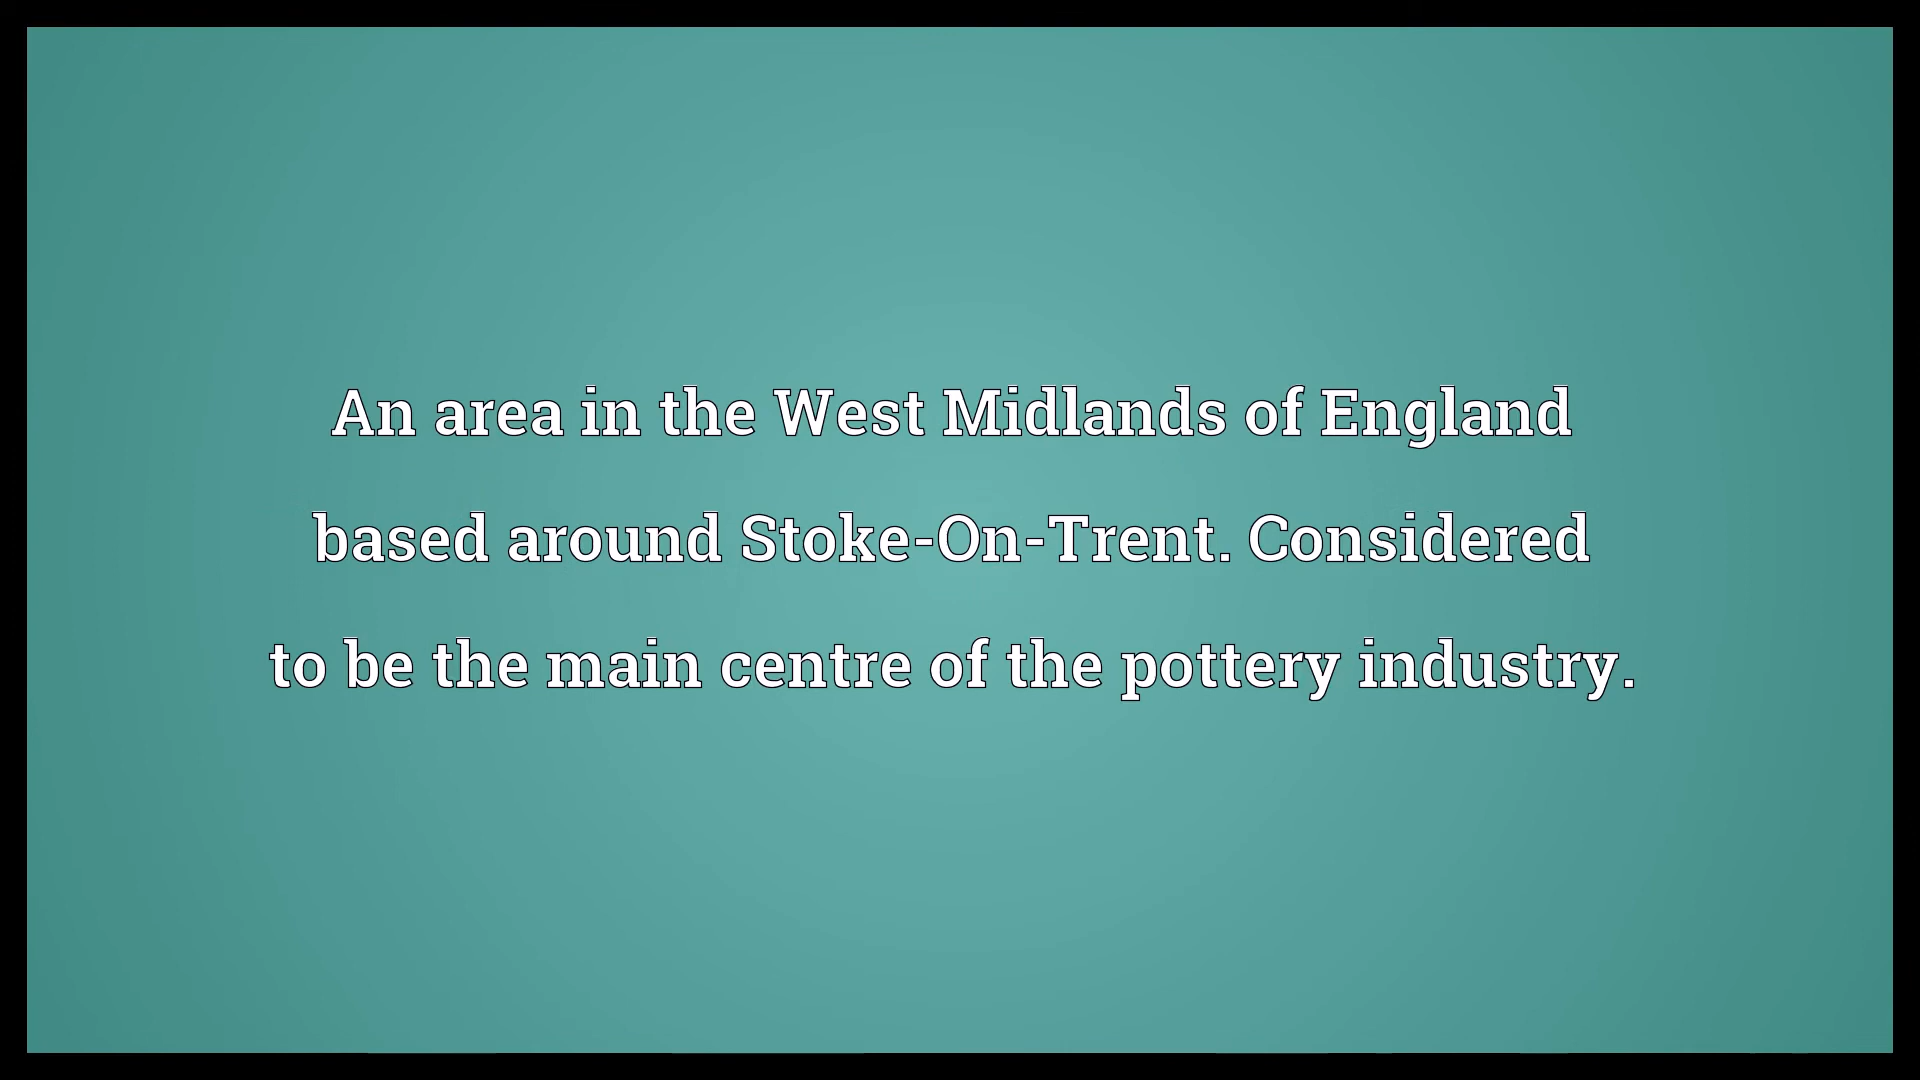 An area in the West Midlands of England
based around Stoke-On-Trent. Considered
to be the main centre of the pottery industry.